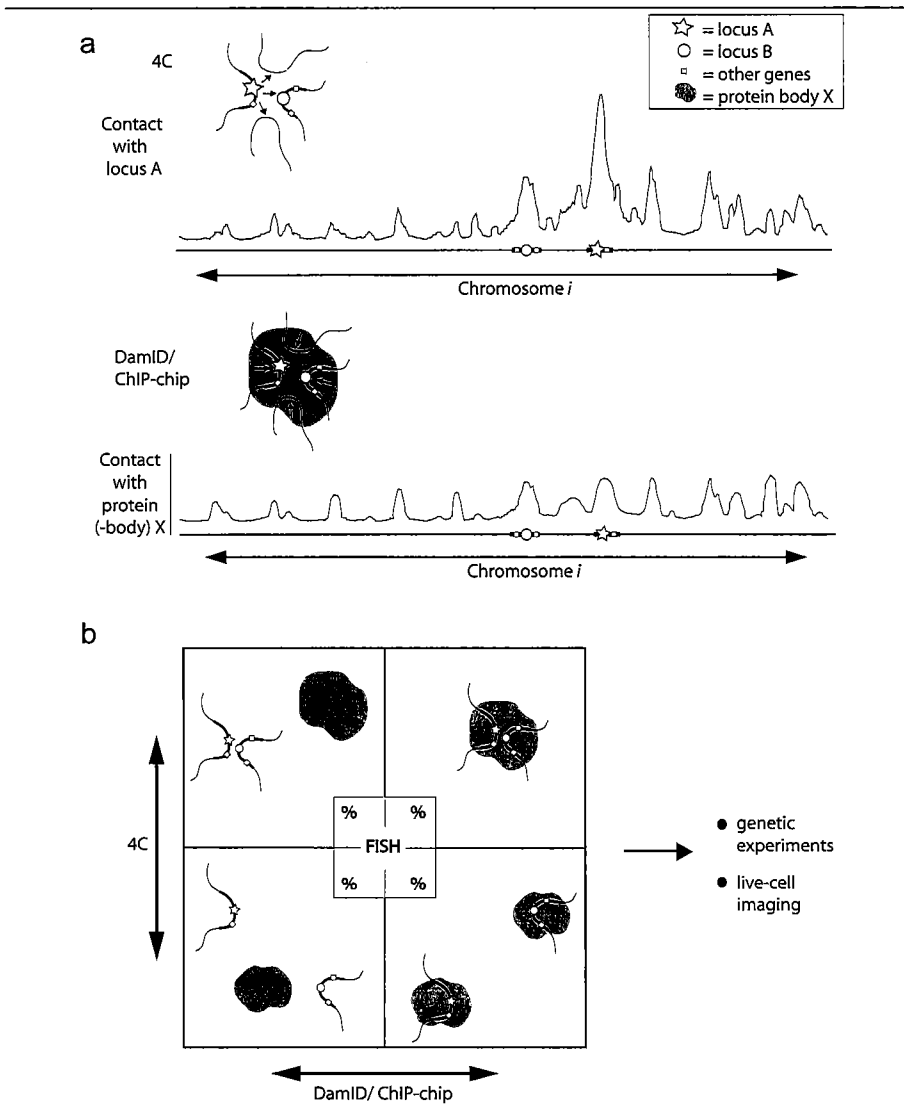 a
4C
Contact
with
locus A
= locus A
= locus B
= other genes
= protein body X
Chromosome i
DamID/
ChIP-chip
Contact
with
protein
(-body) X
Chromosome i
b
4C
% %
FISH
% %
DamID/ ChIP-chip
● genetic
experiments
● live-cell
imaging